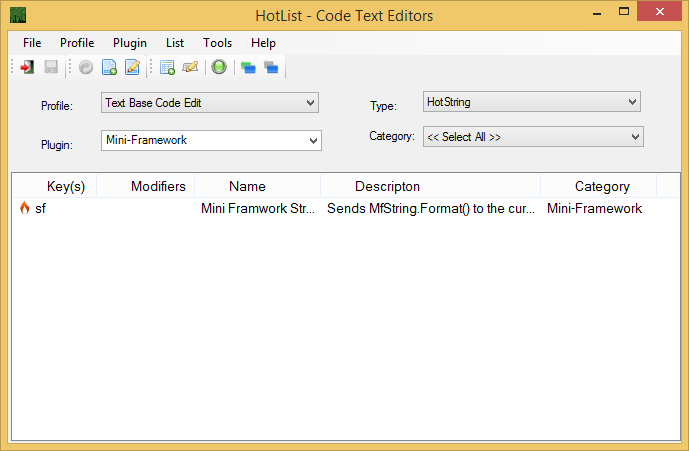 HotList - Code Text Editors
File Profile Plugin List Tools Help
Profile: Text Base Code Edit Type: HotString
Plugin: Mini-Framework Category: << Select All >>
Key(s) Modifiers Name Descripton Category
sf Mini Framwork Str... Sends MfString.Format() to the cur... Mini-Framework